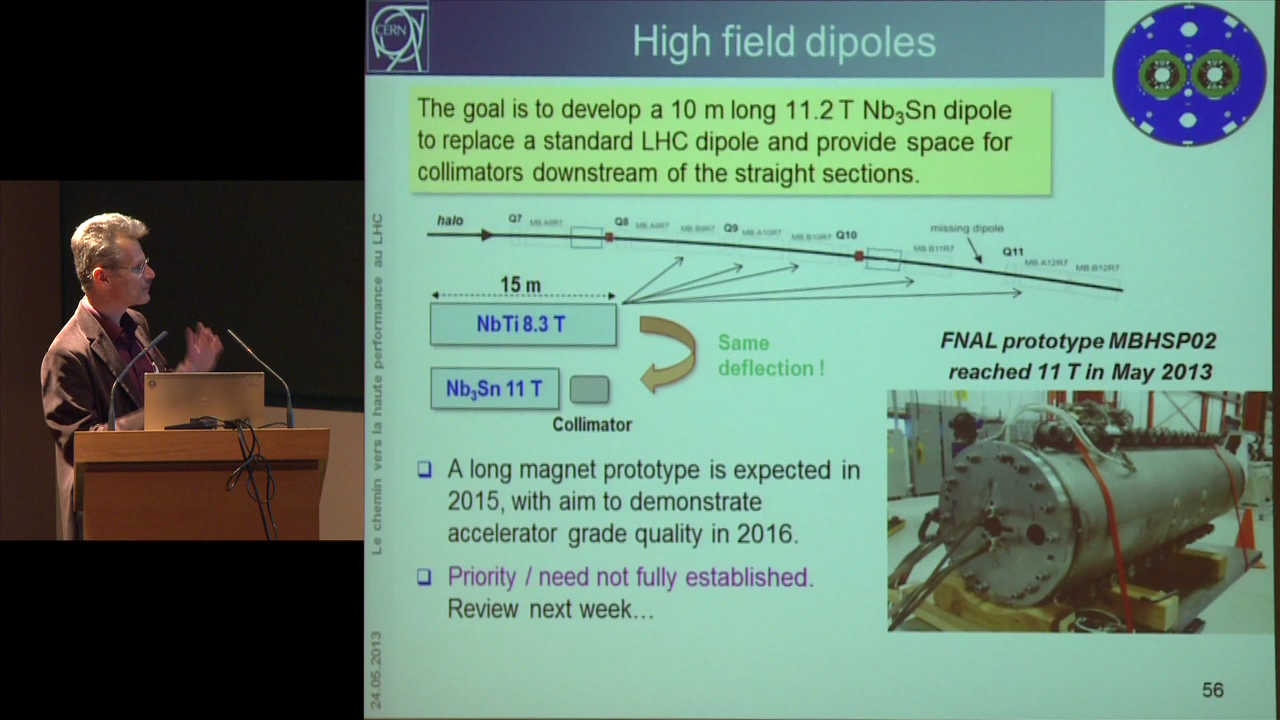 CERN
High field dipoles
The goal is to develop a 10 m long 11.2 T Nb₃Sn dipole
to replace a standard LHC dipole and provide space for
collimators downstream of the straight sections.
halo
Q7
MB.A8R7
Q8
MB.A9R7
MB.B9R7
Q9
MB.A10R7
MB.B10R7
Q10
MB.B11R7
missing dipole
Q11
MB.A12R7
MB.B12R7
15 m
NbTi 8.3 T
Same
deflection !
Nb₃Sn 11 T
Collimator
FNAL prototype MBHSP02
reached 11 T in May 2013
A long magnet prototype is expected in
2015, with aim to demonstrate
accelerator grade quality in 2016.
Priority / need not fully established.
Review next week…
Le chemin vers la haute performance au LHC
24.05.2013
56